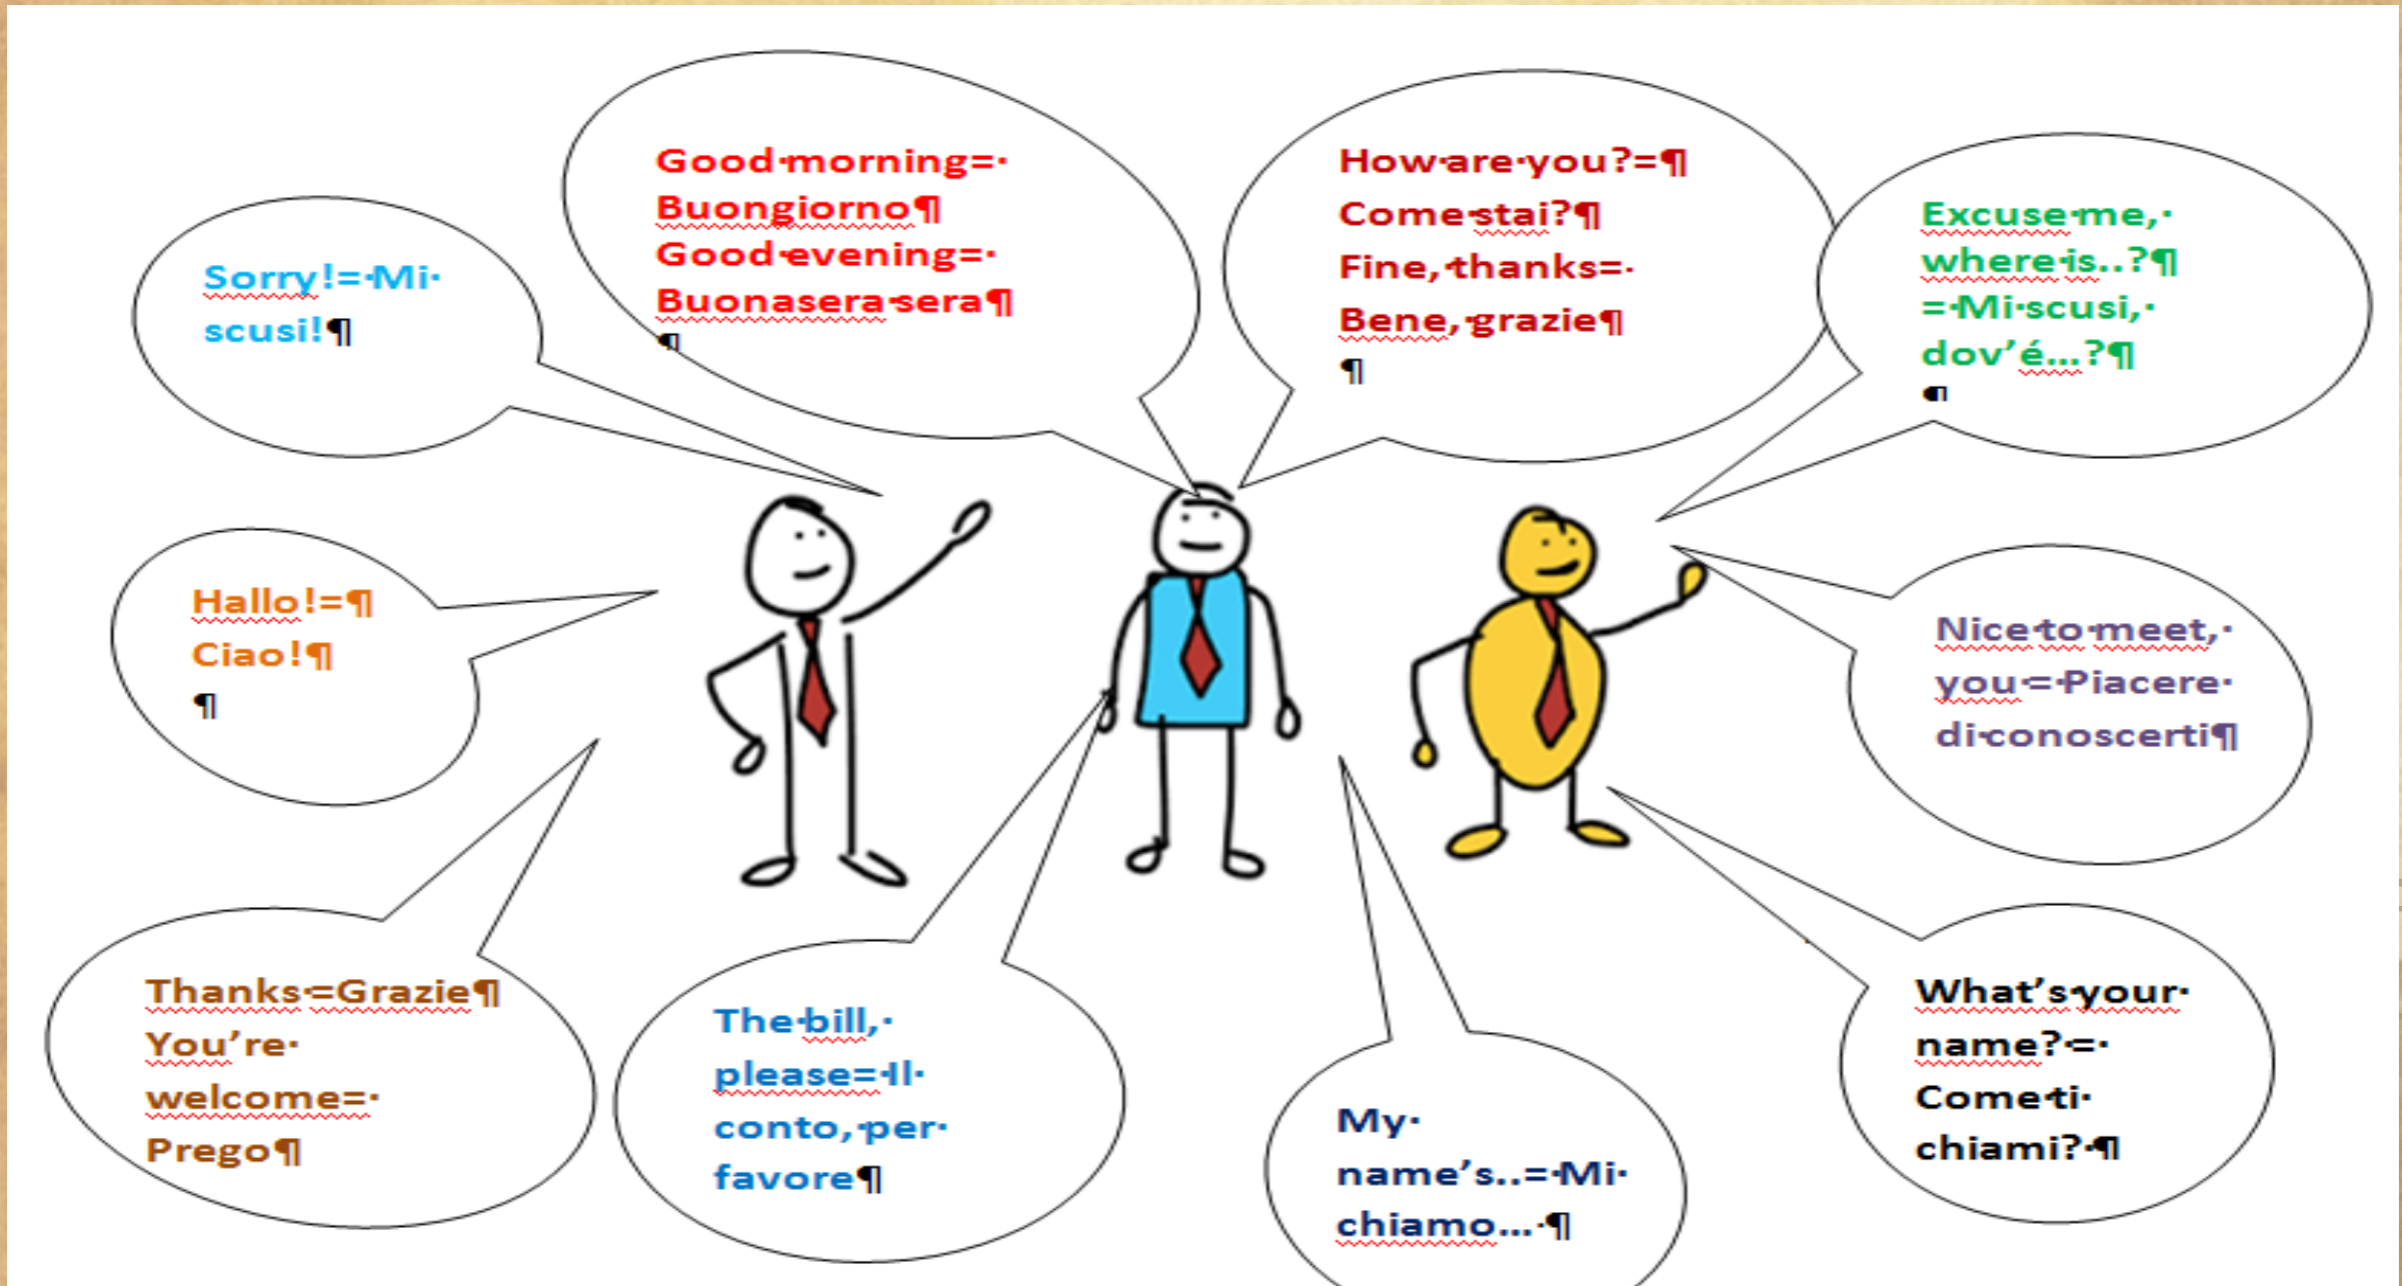 Sorry!= Mi
scusi!¶
Good morning=
Buongiorno¶
Good evening=
Buonasera sera¶
¶
How are you?=¶
Come stai?¶
Fine, thanks=
Bene, grazie¶
¶
Excuse me,
where is..?¶
= Mi scusi,
dov’é...?¶
¶
Hallo!=¶
Ciao!¶
¶
Nice to meet,
you = Piacere
di conoscerti¶
Thanks =Grazie¶
You’re
welcome=
Prego¶
The bill,
please= Il
conto, per
favore¶
My
name’s..= Mi
chiamo... ¶
What’s your
name? =
Come ti
chiami? ¶